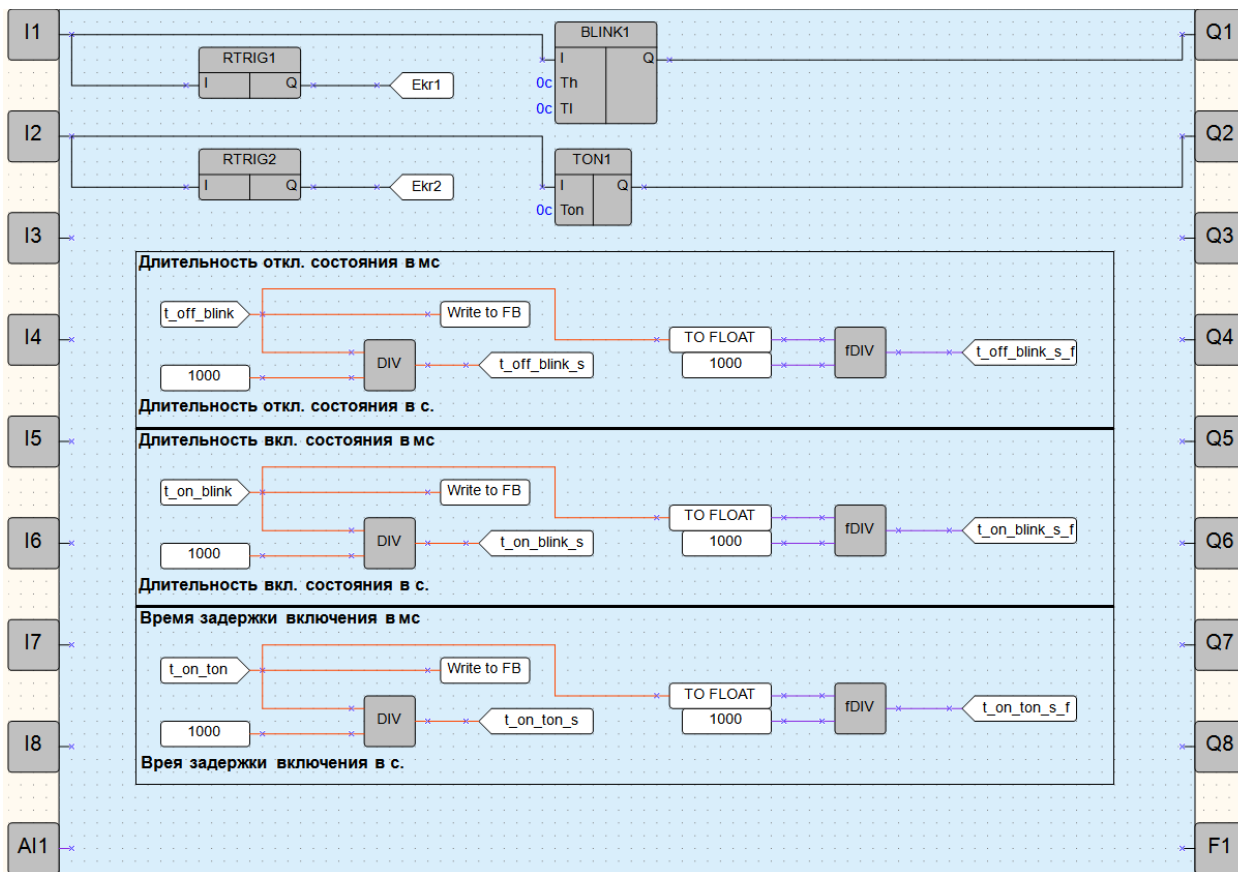 I1
BLINK1
Q1
RTRIG1
I
Q
I
Q
Ekr1
0c
Th
0c
Tl
I2
Q2
RTRIG2
TON1
I
Q
Ekr2
I
Q
0c
Ton
I3
Q3
Длительность откл. состояния в мс
t_off_blink
Write to FB
I4
TO FLOAT
fDIV
t_off_blink_s_f
Q4
DIV
t_off_blink_s
1000
1000
Длительность откл. состояния в с.
I5
Длительность вкл. состояния в мс
Q5
t_on_blink
Write to FB
TO FLOAT
fDIV
t_on_blink_s_f
I6
DIV
t_on_blink_s
1000
Q6
1000
Длительность вкл. состояния в с.
Время задержки включения в мс
I7
Q7
t_on_ton
Write to FB
TO FLOAT
fDIV
t_on_ton_s_f
DIV
t_on_ton_s
1000
1000
I8
Q8
Врея задержки включения в с.
AI1
F1